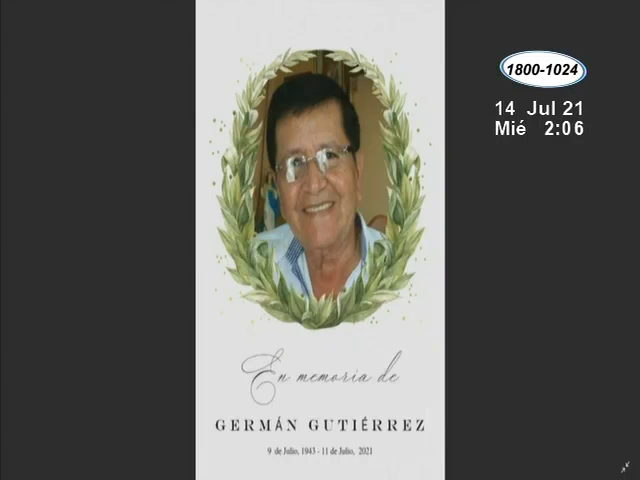 1800-1024
14 Jul 21
Mié 2:06
En memoria de
GERMÁN GUTIÉRREZ
9 de Julio, 1943 - 11 de Julio, 2021